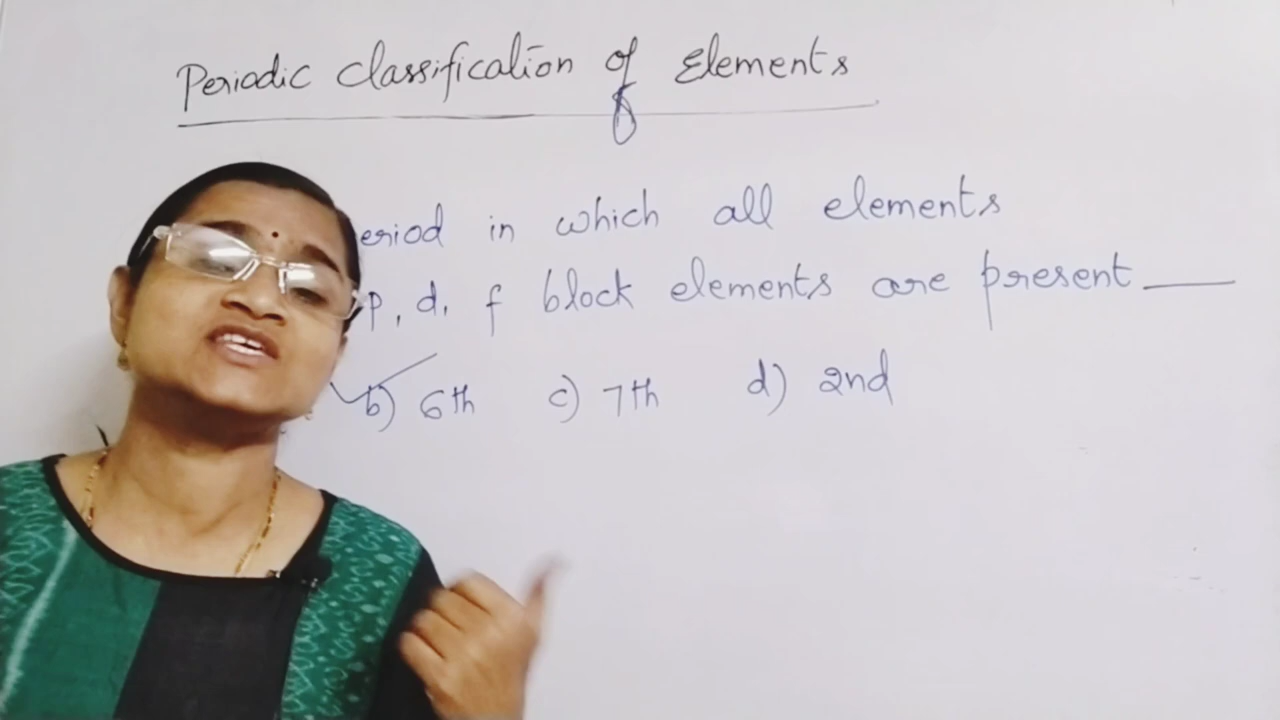 Periodic Classification of Elements
eriod in which all elements
p, d, f block elements are present
b) 6th c) 7th d) 2nd